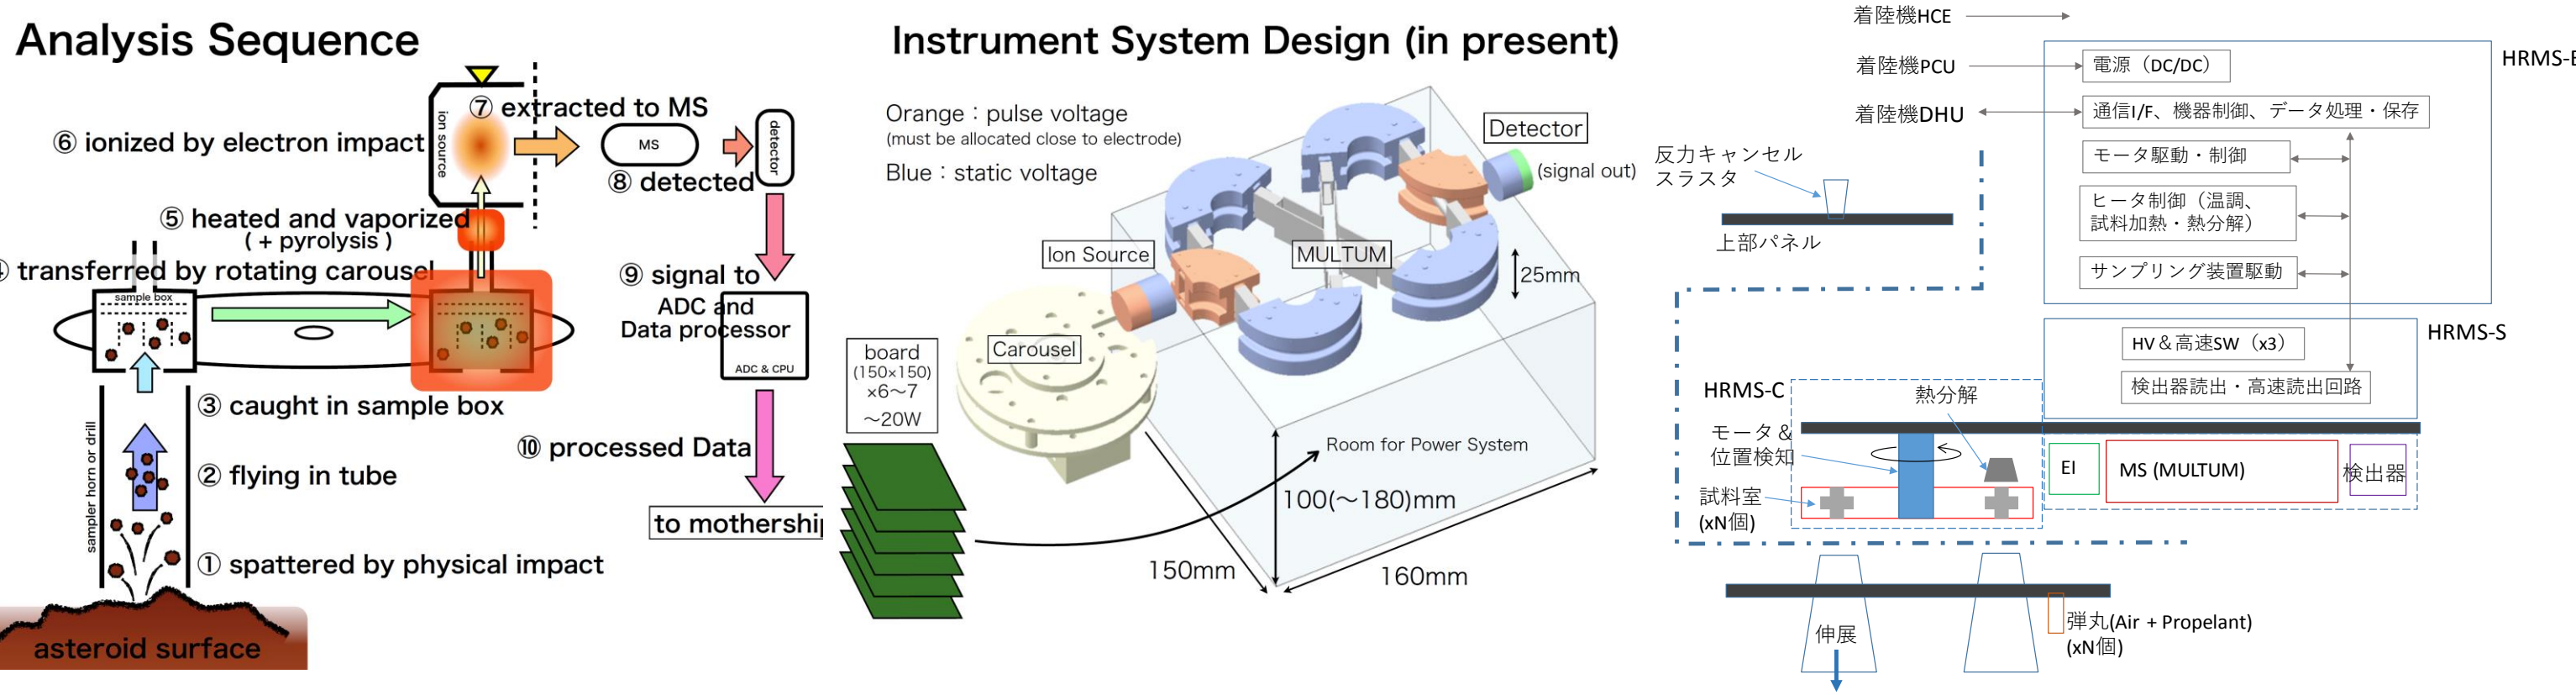 Analysis Sequence
⑦ extracted to MS
⑥ ionized by electron impact
ion source
MS
detector
⑧ detected
⑤ heated and vaporized
( + pyrolysis )
transferred by rotating carousel
sample box
⑨ signal to
ADC and
Data processor
ADC & CPU
③ caught in sample box
⑩ processed Data
② flying in tube
sampler horn or drill
to mothership
① spattered by physical impact
asteroid surface
Instrument System Design (in present)
Orange：pulse voltage
(must be allocated close to electrode)
Blue：static voltage
Detector
(signal out)
Ion Source
MULTUM
25mm
Carousel
board
(150×150)
×6〜7
〜20W
Room for Power System
100(〜180)mm
150mm
160mm
着陸機HCE
着陸機PCU
着陸機DHU
HRMS-E
電源（DC/DC）
通信I/F、機器制御、データ処理・保存
モータ駆動・制御
ヒータ制御（温調、
試料加熱・熱分解）
サンプリング装置駆動
反力キャンセル
スラスタ
上部パネル
HRMS-S
HV＆高速SW（x3）
検出器読出・高速読出回路
HRMS-C
熱分解
モータ＆
位置検知
試料室
(xN個)
EI
MS (MULTUM)
検出器
伸展
弾丸(Air + Propelant)
(xN個)